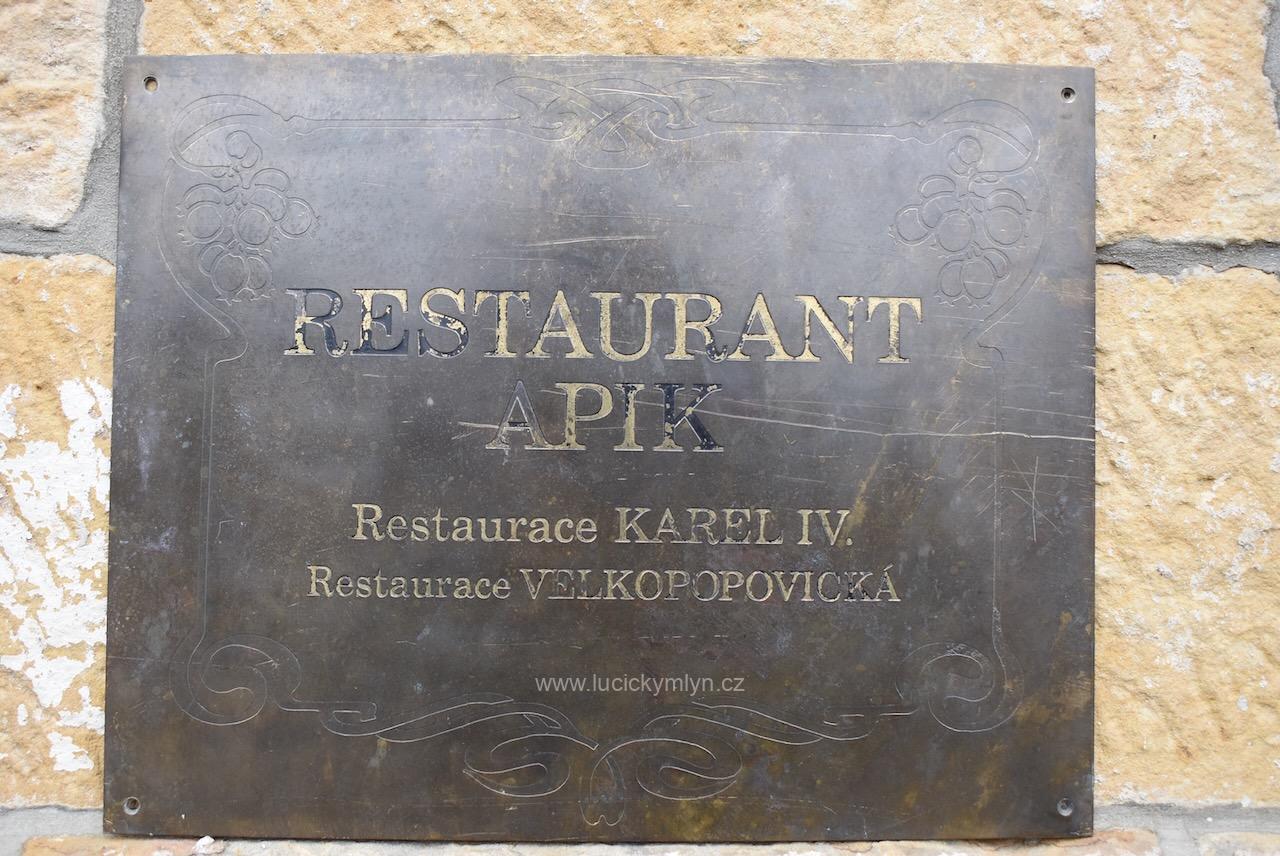 RESTAURANT
APIK
Restaurace KAREL IV.
Restaurace VELKOPOPOVICKÁ
www.lucickymlyn.cz